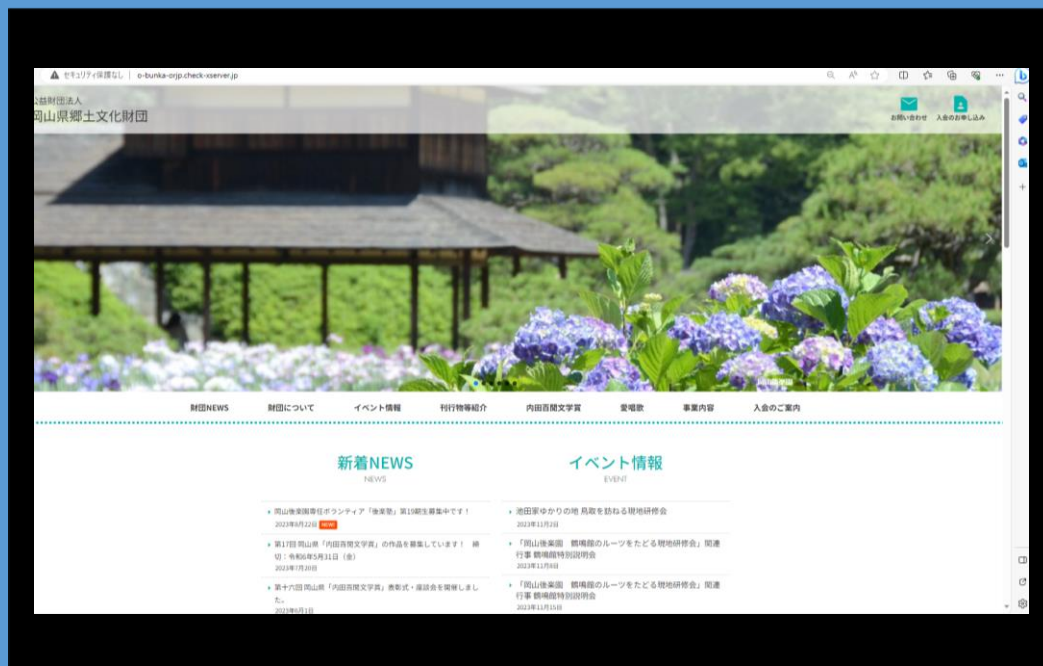 セキュリティ保護なし | o-bunka-orjp.check-xserver.jp
公益財団法人
岡山県郷土文化財団
お問い合わせ 入会のお申し込み
財団NEWS 財団について イベント情報 刊行物等紹介 内田百閒文学賞 愛唱歌 事業内容 入会のご案内
新着NEWS
NEWS
岡山後楽園専任ボランティア「後楽塾」第19期生募集中です!
2023年8月22日 NEW!
第17回 岡山県「内田百閒文学賞」の作品を募集しています! 締
切:令和6年5月31日(金)
2023年7月20日
第十六回 岡山県「内田百閒文学賞」表彰式・座談会を開催しまし
た。
2023年6月1日
イベント情報
EVENT
池田家ゆかりの地 鳥取を訪ねる現地研修会
2023年11月2日
「岡山後楽園 鶴鳴館のルーツをたどる現地研修会」関連
行事 鶴鳴館特別説明会
2023年11月8日
「岡山後楽園 鶴鳴館のルーツをたどる現地研修会」関連
行事 鶴鳴館特別説明会
2023年11月15日